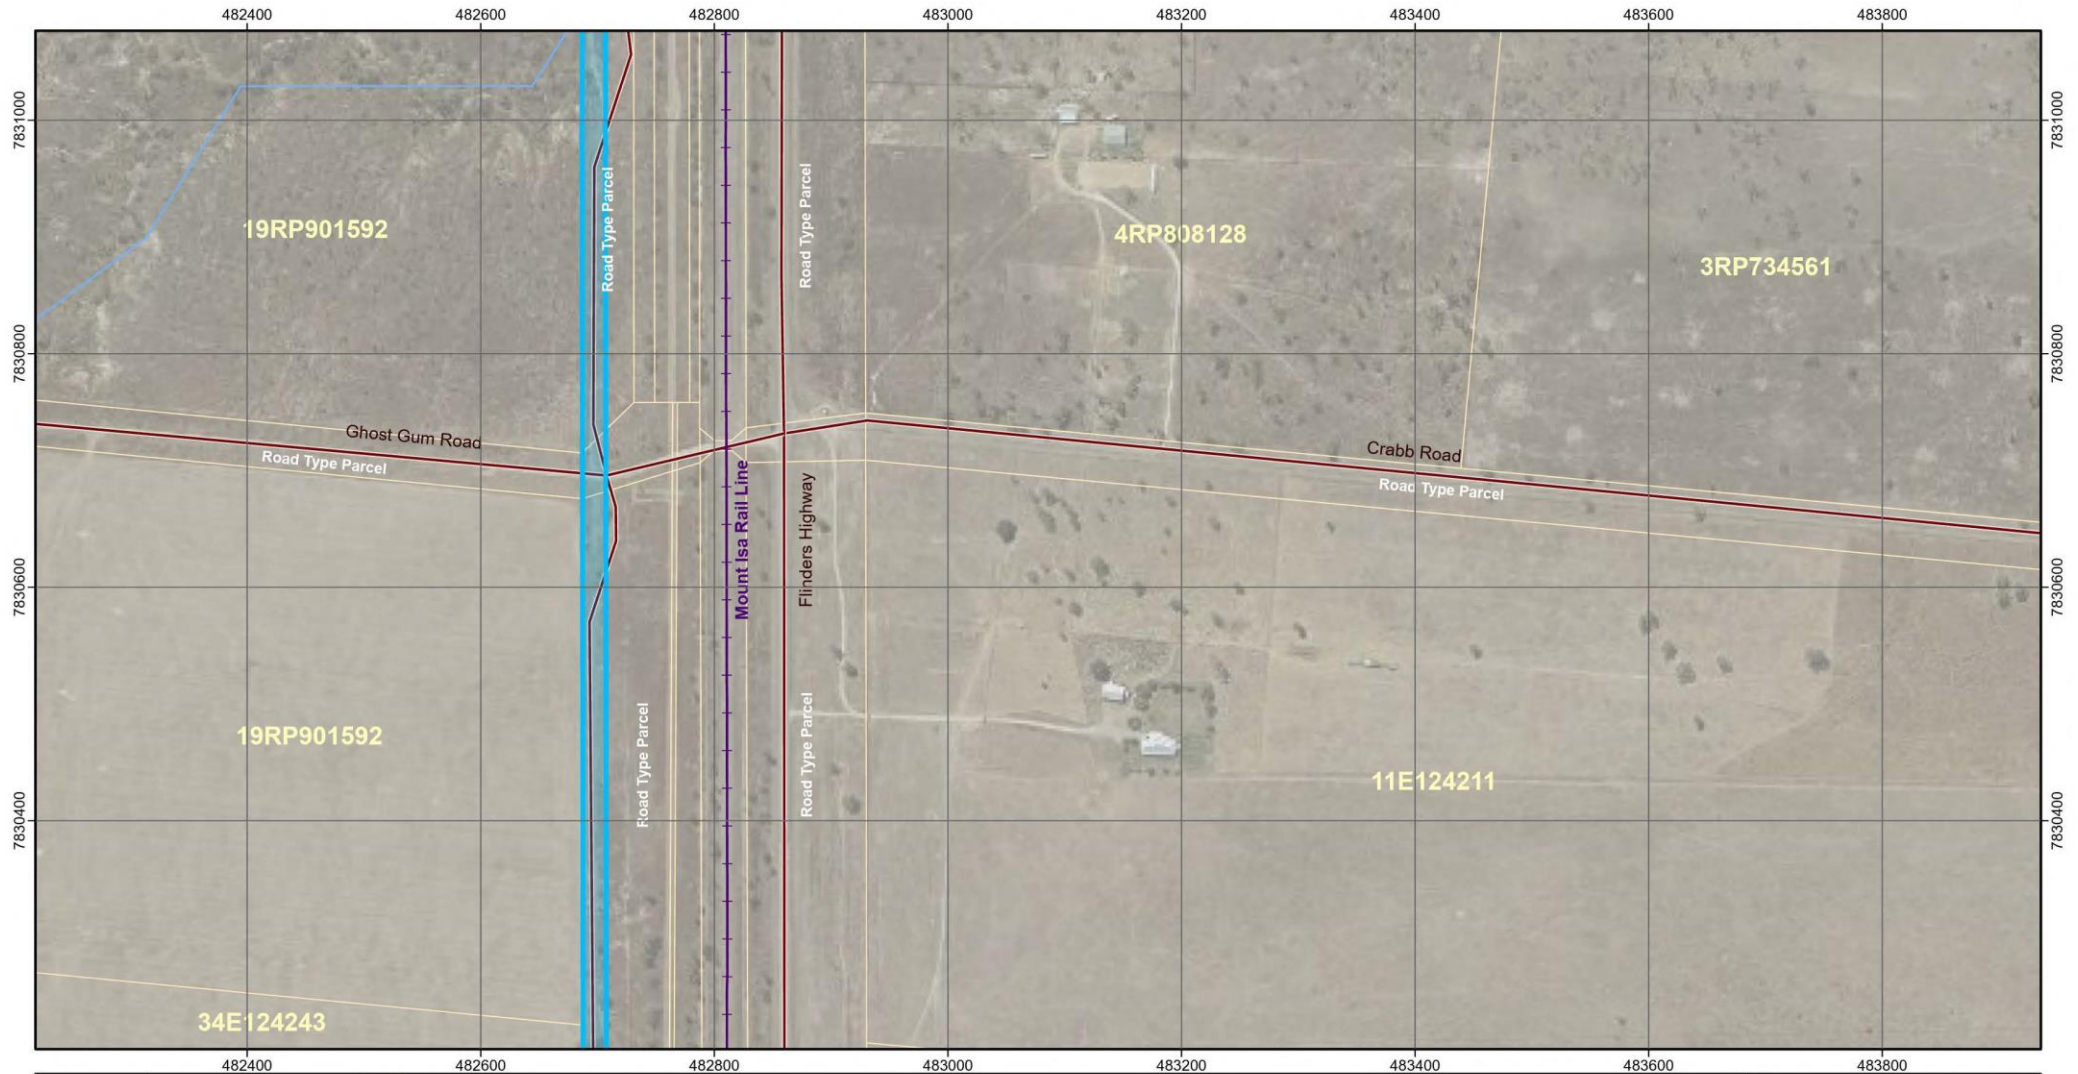 482400 482600 482800 483000 483200 483400 483600 483800
7831000
7831000
Road Type Parcel
Road Type Parcel
19RP901592
4RP808128
3RP734561
7830800
7830800
Ghost Gum Road
Road Type Parcel
Crabb Road
Road Type Parcel
Mount Isa Rail Line
Flinders Highway
7830600
7830600
19RP901592
Road Type Parcel
Road Type Parcel
11E124211
7830400
7830400
34E124243
482400 482600 482800 483000 483200 483400 483600 483800